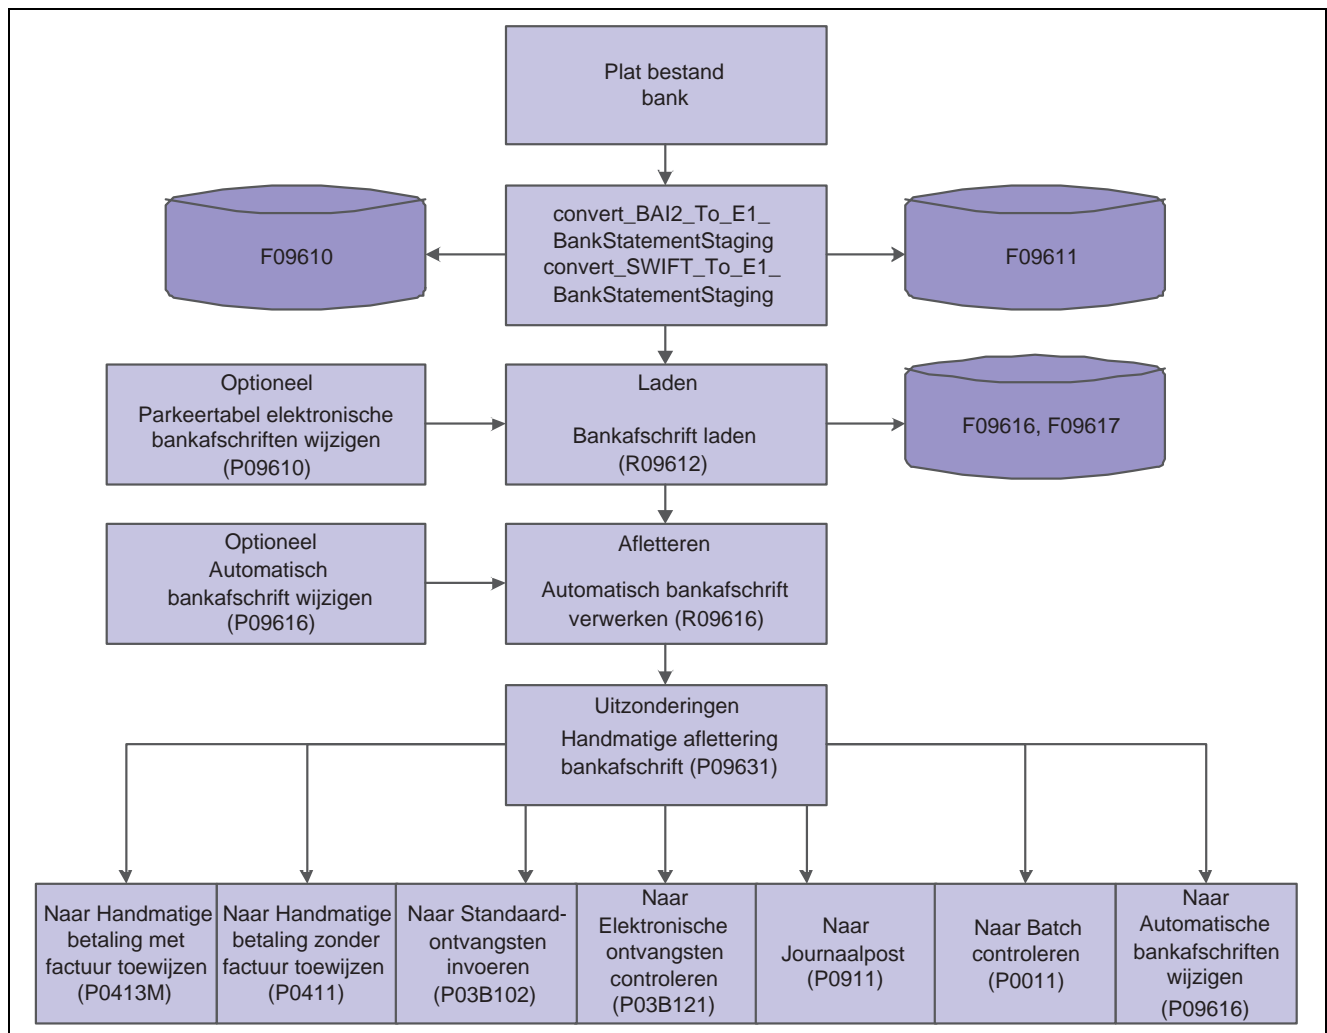 Plat bestand
bank
convert_BAI2_To_E1_
BankStatementStaging
convert_SWIFT_To_E1_
BankStatementStaging
F09610
F09611
Optioneel
Parkeertabel elektronische
bankafschriften wijzigen
(P09610)
Laden
Bankafschrift laden
(R09612)
F09616, F09617
Optioneel
Automatisch
bankafschrift wijzigen
(P09616)
Afletteren
Automatisch bankafschrift
verwerken (R09616)
Uitzonderingen
Handmatige aflettering
bankafschrift (P09631)
Naar Handmatige
betaling met
factuur toewijzen
(P0413M)
Naar Handmatige
betaling zonder
factuur toewijzen
(P0411)
Naar Standaard-
ontvangsten
invoeren
(P03B102)
Naar
Elektronische
ontvangsten
controleren
(P03B121)
Naar
Journaalpost
(P0911)
Naar Batch
controleren
(P0011)
Naar
Automatische
bankafschriften
wijzigen
(P09616)